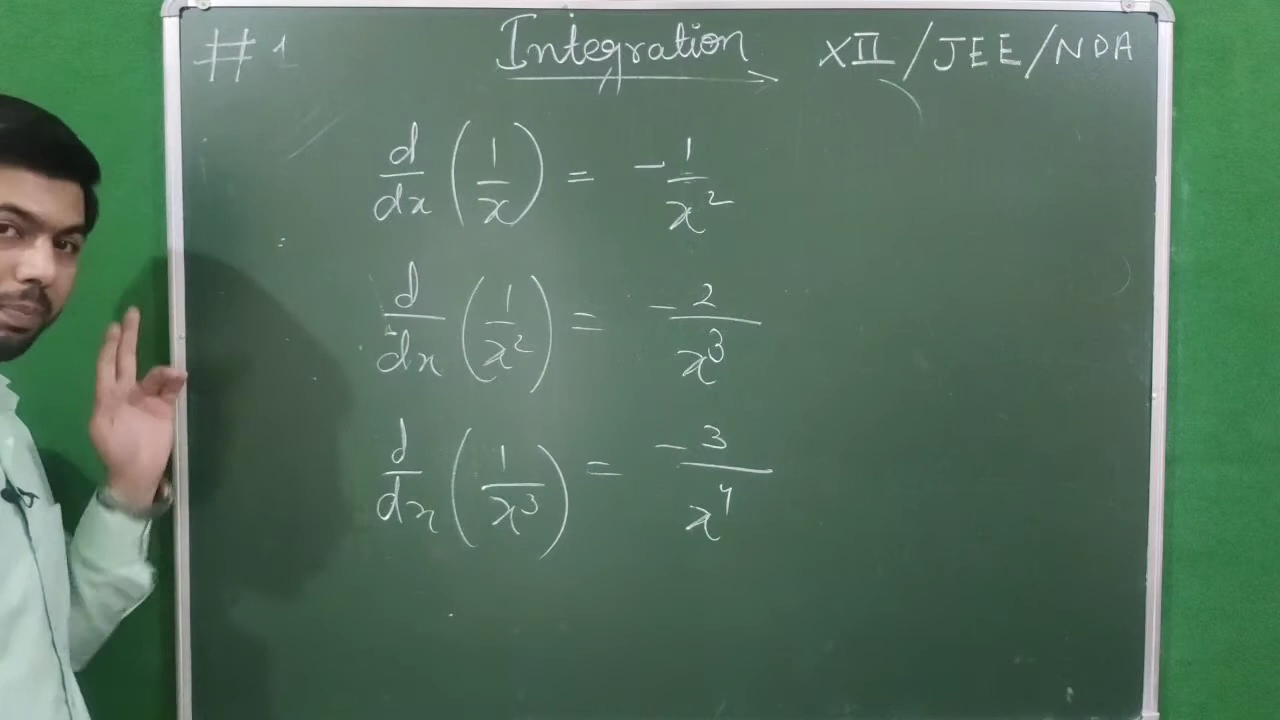 # 1 Integration XII / JEE / NDA
d/dx (1/x) = - 1/x²
d/dx (1/x²) = - 2/x³
d/dx (1/x³) = - 3/x⁴